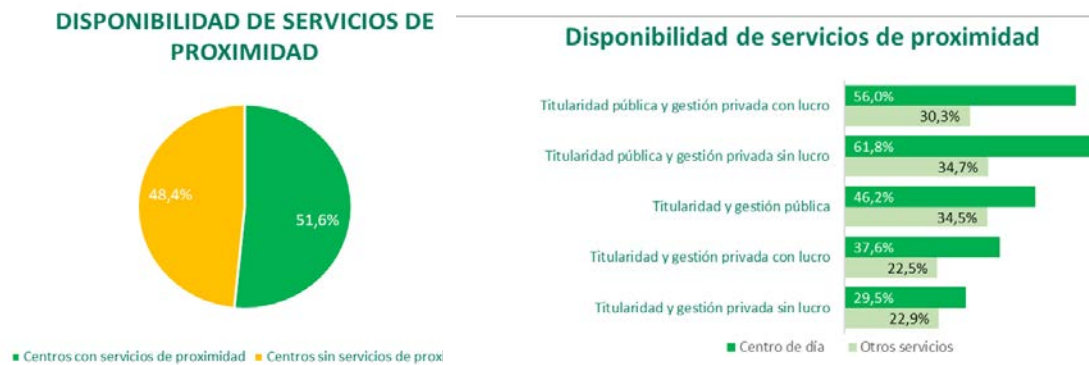 DISPONIBILIDAD DE SERVICIOS DE
PROXIMIDAD
48,4%
51,6%
Centros con servicios de proximidad
Centros sin servicios de proxi
Disponibilidad de servicios de proximidad
Titularidad pública y gestión privada con lucro
56,0%
30,3%
Titularidad pública y gestión privada sin lucro
61,8%
34,7%
Titularidad y gestión pública
46,2%
34,5%
Titularidad y gestión privada con lucro
37,6%
22,5%
Titularidad y gestión privada sin lucro
29,5%
22,9%
Centro de día
Otros servicios